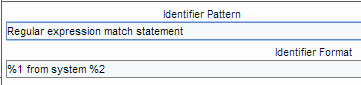 Identifier Pattern
Regular expression match statement
Identifier Format
%1 from system %2